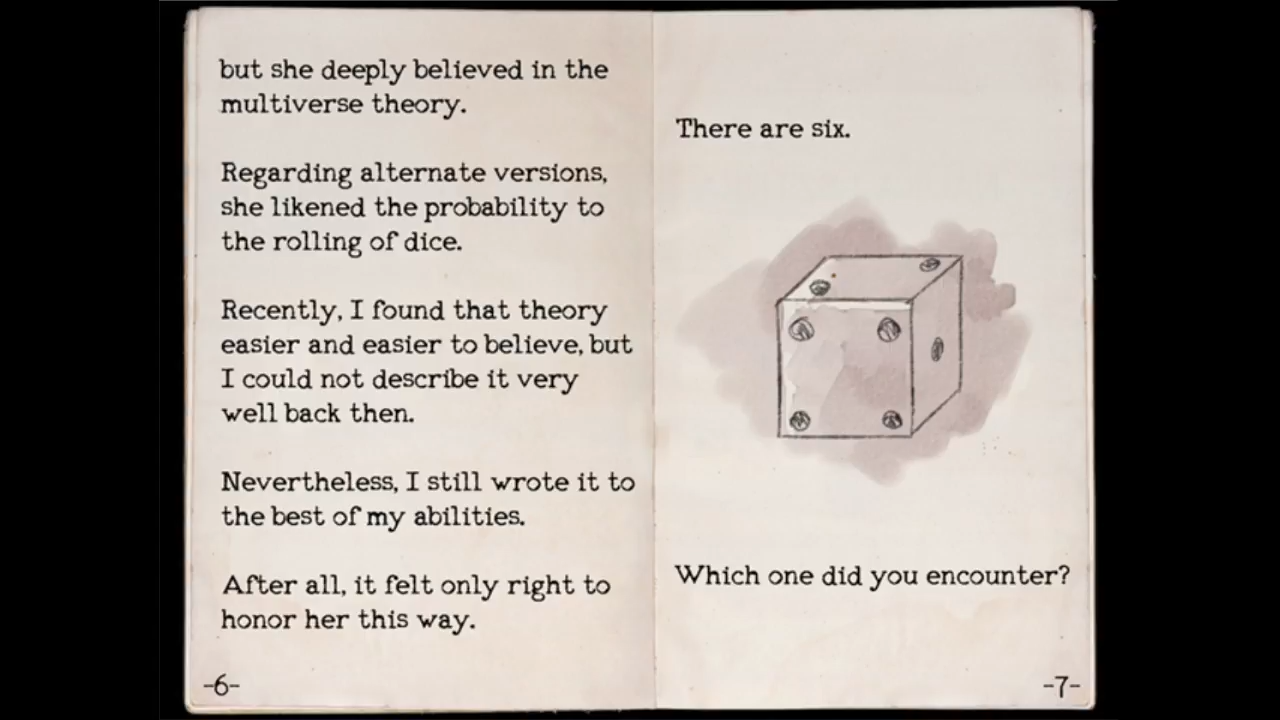 but she deeply believed in the
multiverse theory.
Regarding alternate versions,
she likened the probability to
the rolling of dice.
Recently, I found that theory
easier and easier to believe, but
I could not describe it very
well back then.
Nevertheless, I still wrote it to
the best of my abilities.
After all, it felt only right to
honor her this way.
-6-
There are six.
Which one did you encounter?
-7-